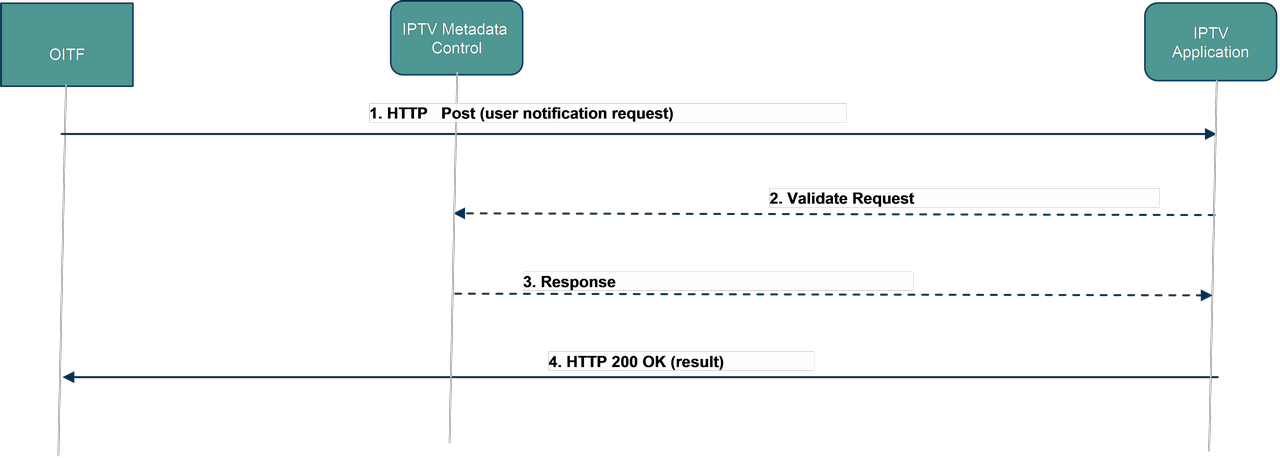 OITF
IPTV Metadata
Control
IPTV
Application
1. HTTP   Post (user notification request)
2. Validate Request
3. Response
4. HTTP 200 OK (result)